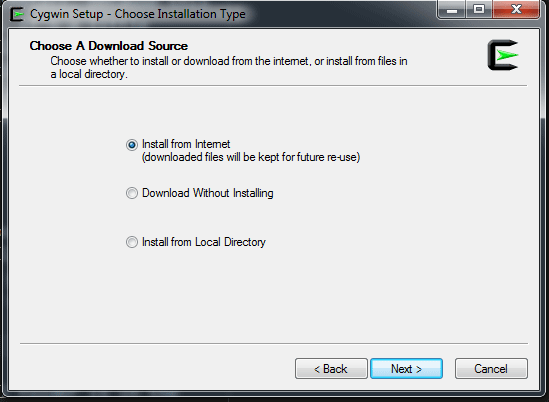 Cygwin Setup - Choose Installation Type
Choose A Download Source
Choose whether to install or download from the internet, or install from files in
a local directory.
Install from Internet
(downloaded files will be kept for future re-use)
Download Without Installing
Install from Local Directory
< Back
Next >
Cancel